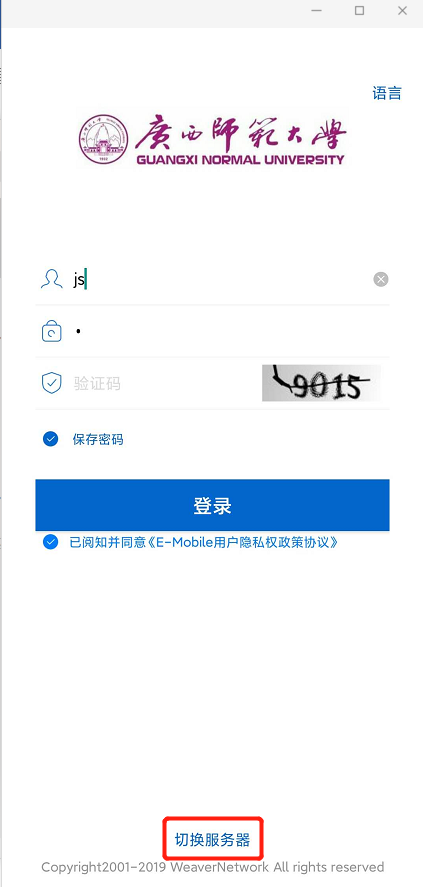 语言
廣西師範大學
GUANGXI NORMAL UNIVERSITY
js
•
验证码
9015
保存密码
登录
已阅知并同意《E-Mobile用户隐私权政策协议》
切换服务器
Copyright2001-2019 WeaverNetwork All rights reserved